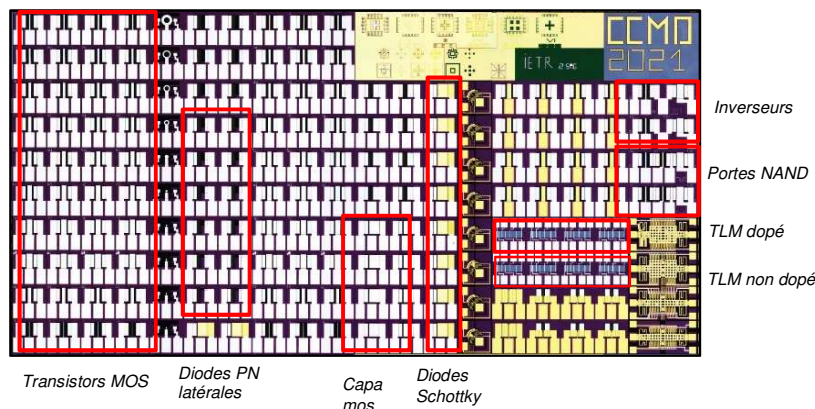 CCMO
2021
IETR
Inverseurs
Portes NAND
TLM dopé
TLM non dopé
Transistors MOS
Diodes PN
latérales
Capa
mos
Diodes
Schottky